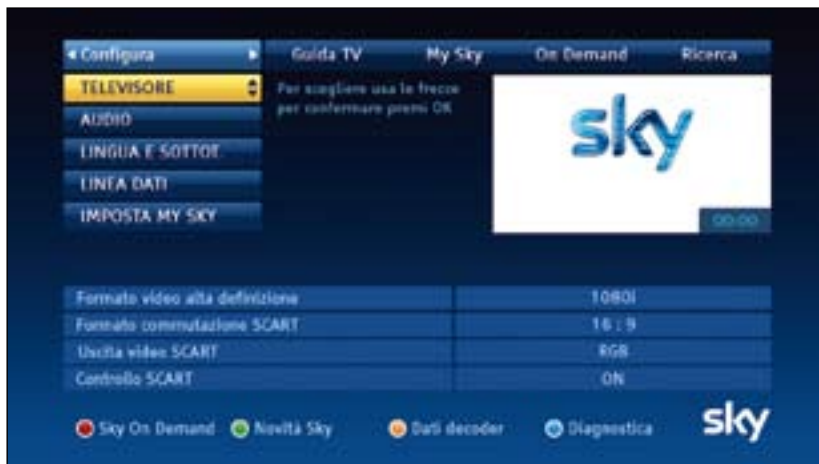 Configura Guida TV My Sky On Demand Ricerca
TELEVISORE
AUDIO
LINGUA E SOTTOT.
LINEA DATI
IMPOSTA MY SKY
Per scegliere usa le frecce
per confermare premi OK
sky
00:00
Formato video alta definizione 1080i
Formato commutazione SCART 16 : 9
Uscita video SCART RGB
Controllo SCART ON
Sky On Demand Novità Sky Dati decoder Diagnostica
sky